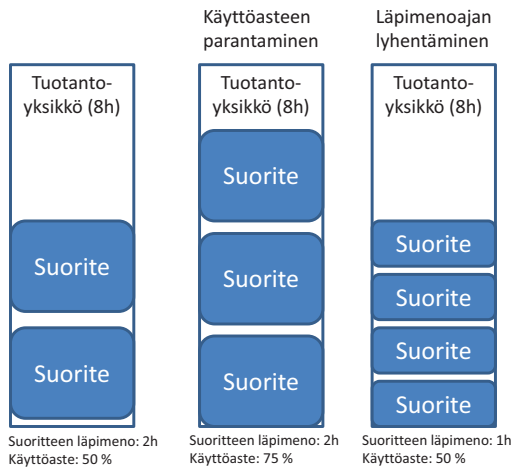 Käyttöasteen
parantaminen
Läpimenoajan
lyhentäminen
Tuotanto-
yksikkö (8h)
Suorite
Suorite
Suoritteen läpimeno: 2h
Käyttöaste: 50 %
Tuotanto-
yksikkö (8h)
Suorite
Suorite
Suorite
Suoritteen läpimeno: 2h
Käyttöaste: 75 %
Tuotanto-
yksikkö (8h)
Suorite
Suorite
Suorite
Suorite
Suoritteen läpimeno: 1h
Käyttöaste: 50 %